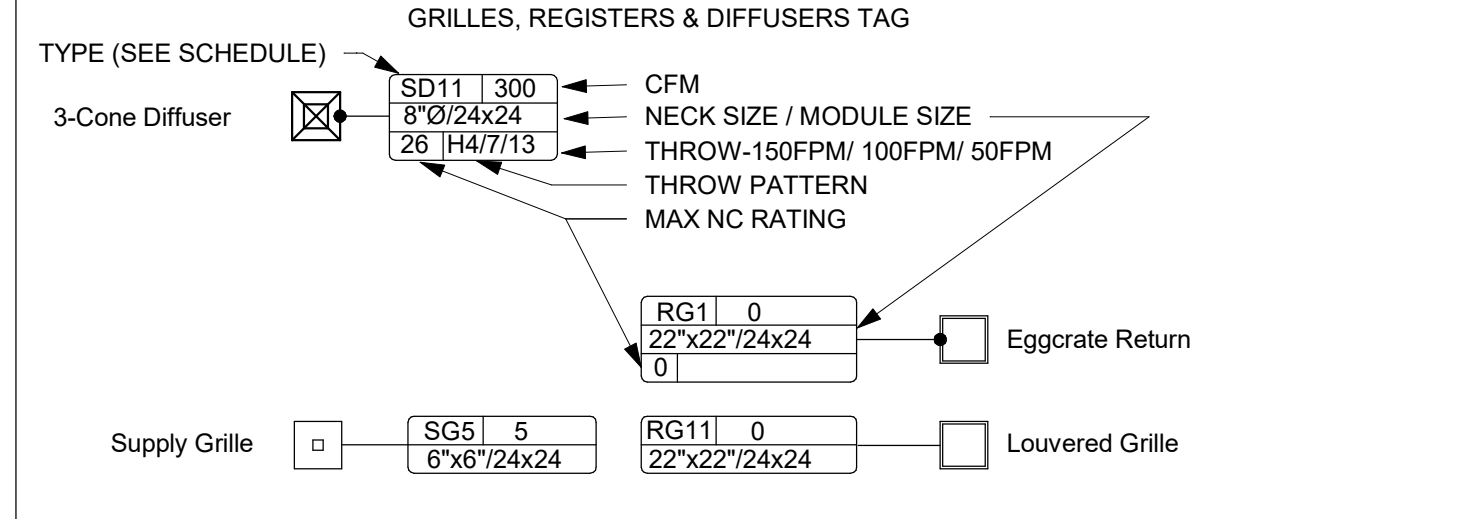 GRILLES, REGISTERS & DIFFUSERS TAG
TYPE (SEE SCHEDULE)
3-Cone Diffuser
SD11 300
8"Ø/24x24
26 H4/7/13
CFM
NECK SIZE / MODULE SIZE
THROW-150FPM/ 100FPM/ 50FPM
THROW PATTERN
MAX NC RATING
RG1 0
22"x22"/24x24
0
Eggcrate Return
Supply Grille
SG5 5
6"x6"/24x24
RG11 0
22"x22"/24x24
Louvered Grille